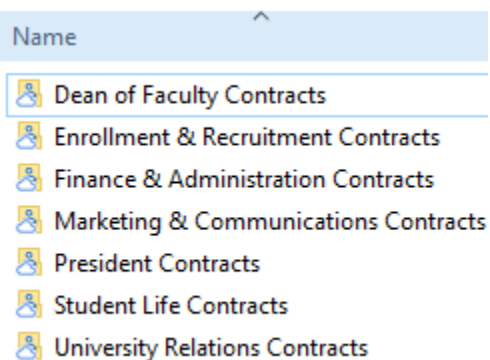 Name
Dean of Faculty Contracts
Enrollment & Recruitment Contracts
Finance & Administration Contracts
Marketing & Communications Contracts
President Contracts
Student Life Contracts
University Relations Contracts